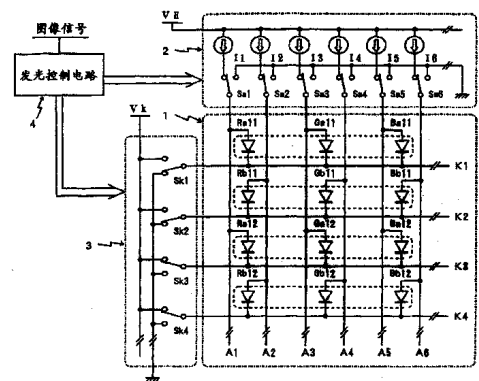 图像信号
VE
发光控制电路
2
4
I1 I2 I3 I4 I5 I6
Sa1 Sa2 Sa3 Sa4 Sa5 Sa6
Vk
1
Ra11 Ga11 Ba11
K1
Sk1
Rb11 Gb11 Bb11
K2
Sk2
Ra12 Ga12 Ba12
3
K3
Sk3
Rb12 Gb12 Bb12
K4
Sk4
A1 A2 A3 A4 A5 A6